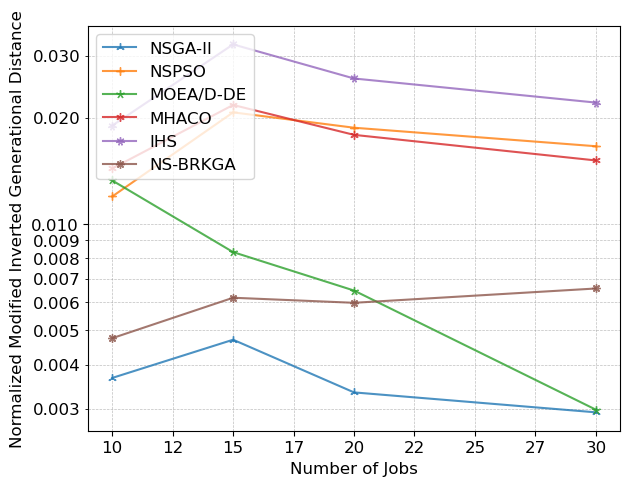 Normalized Modified Inverted Generational Distance
0.030
0.020
0.010
0.009
0.008
0.007
0.006
0.005
0.004
0.003
NSGA-II
NSPSO
MOEA/D-DE
MHACO
IHS
NS-BRKGA
10 12 15 17 20 22 25 27 30
Number of Jobs